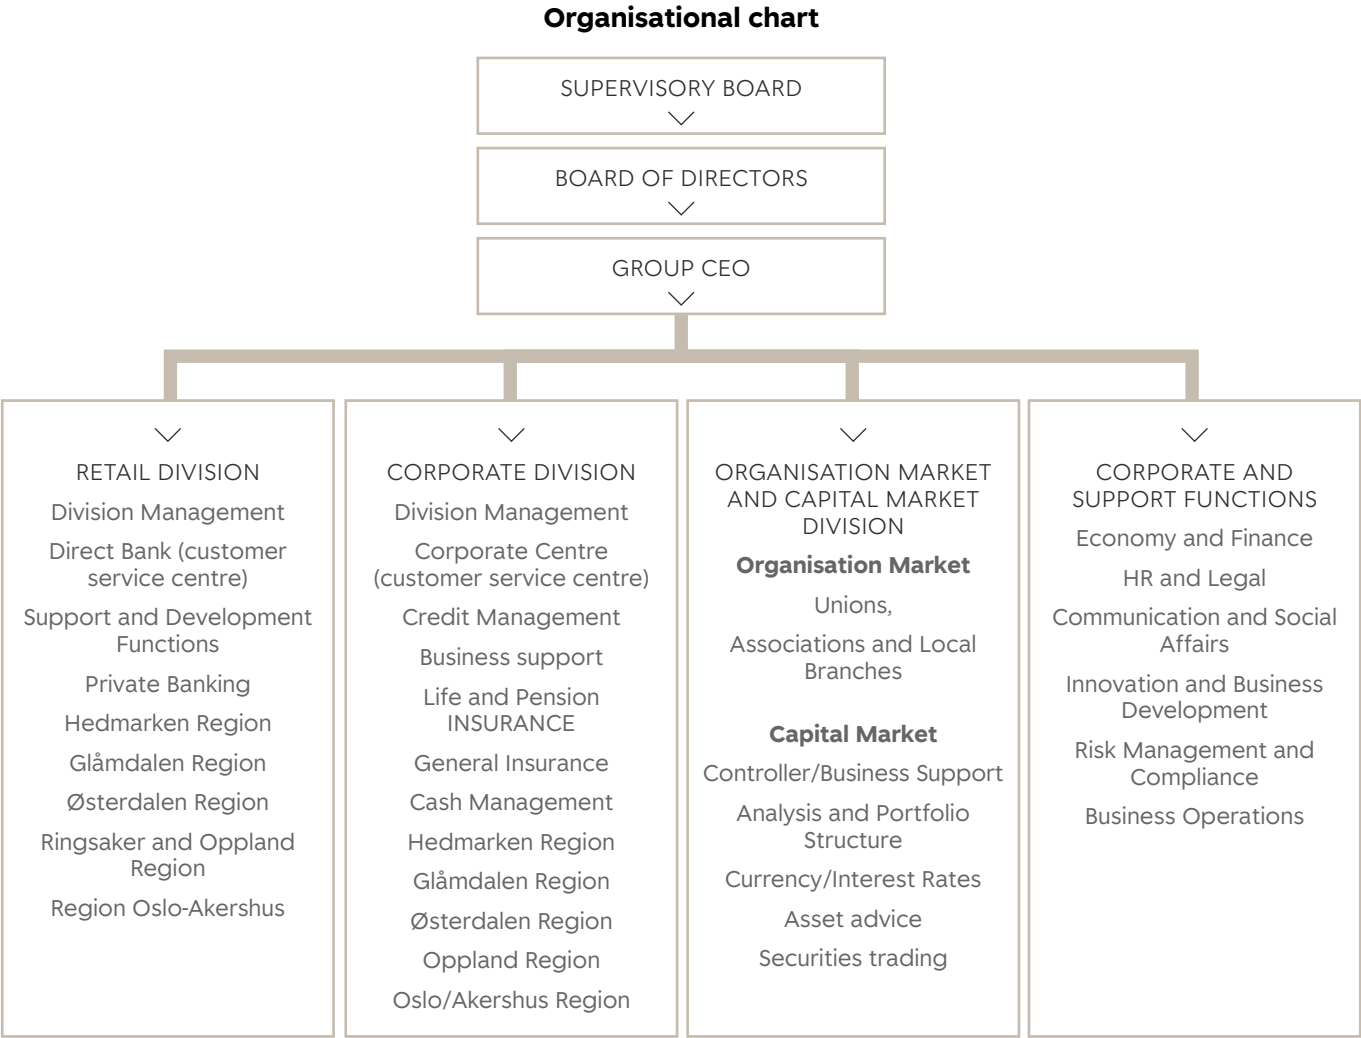 Organisational chart
SUPERVISORY BOARD
BOARD OF DIRECTORS
GROUP CEO
RETAIL DIVISION
Division Management
Direct Bank (customer
service centre)
Support and Development
Functions
Private Banking
Hedmarken Region
Glåmdalen Region
Østerdalen Region
Ringsaker and Oppland
Region
Region Oslo-Akershus
CORPORATE DIVISION
Division Management
Corporate Centre
(customer service centre)
Credit Management
Business support
Life and Pension
INSURANCE
General Insurance
Cash Management
Hedmarken Region
Glåmdalen Region
Østerdalen Region
Oppland Region
Oslo/Akershus Region
ORGANISATION MARKET
AND CAPITAL MARKET
DIVISION
Organisation Market
Unions,
Associations and Local
Branches
Capital Market
Controller/Business Support
Analysis and Portfolio
Structure
Currency/Interest Rates
Asset advice
Securities trading
CORPORATE AND
SUPPORT FUNCTIONS
Economy and Finance
HR and Legal
Communication and Social
Affairs
Innovation and Business
Development
Risk Management and
Compliance
Business Operations